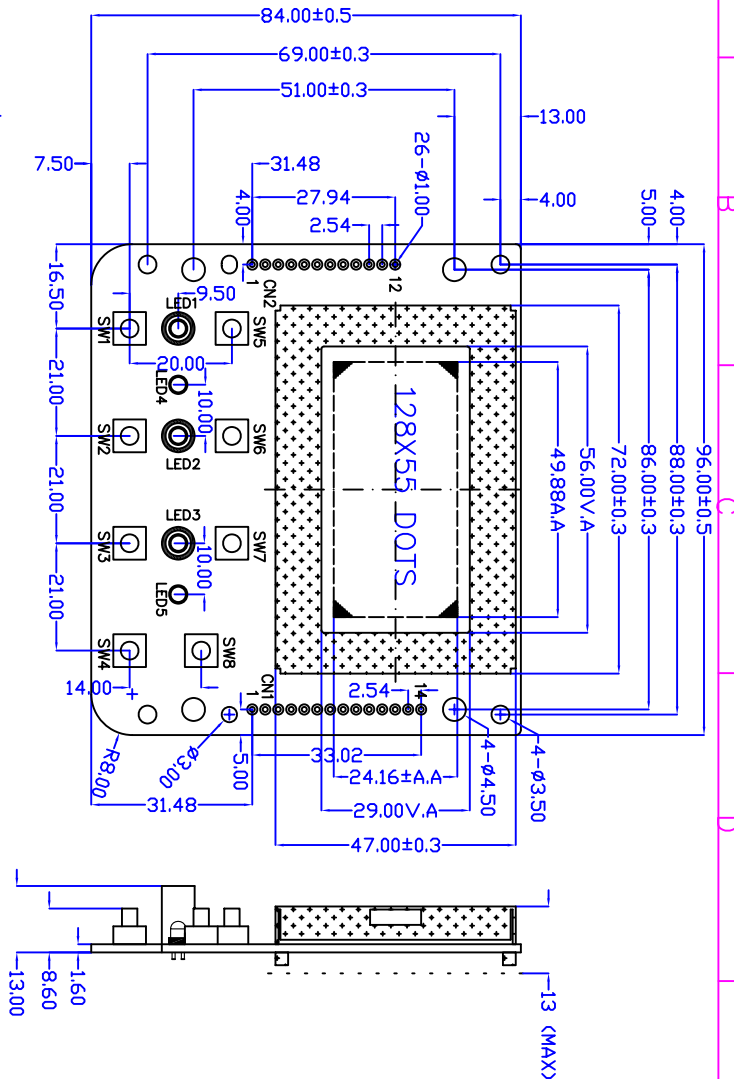 84.00±0.5
69.00±0.3
51.00±0.3
13.00
7.50
31.48
4.00
27.94
26-ø1.00
4.00
4.00
5.00
2.54
B
16.50
9.50
LED1
1
CN2
12
SW1
SW5
20.00
LED4
10.00
21.00
SW2
LED2
SW6
128X55 DOTS
49.88A.A
56.00V.A
72.00±0.3
86.00±0.3
88.00±0.3
96.00±0.5
C
21.00
LED3
SW3
SW7
10.00
LED5
21.00
SW4
SW8
14.00
CN1
1
2.54
14
R8.00
ø3.00
5.00
33.02
4-ø4.50
4-ø3.50
31.48
24.16±A.A
29.00V.A
47.00±0.3
D
13.00
8.60
1.60
13 (MAX)